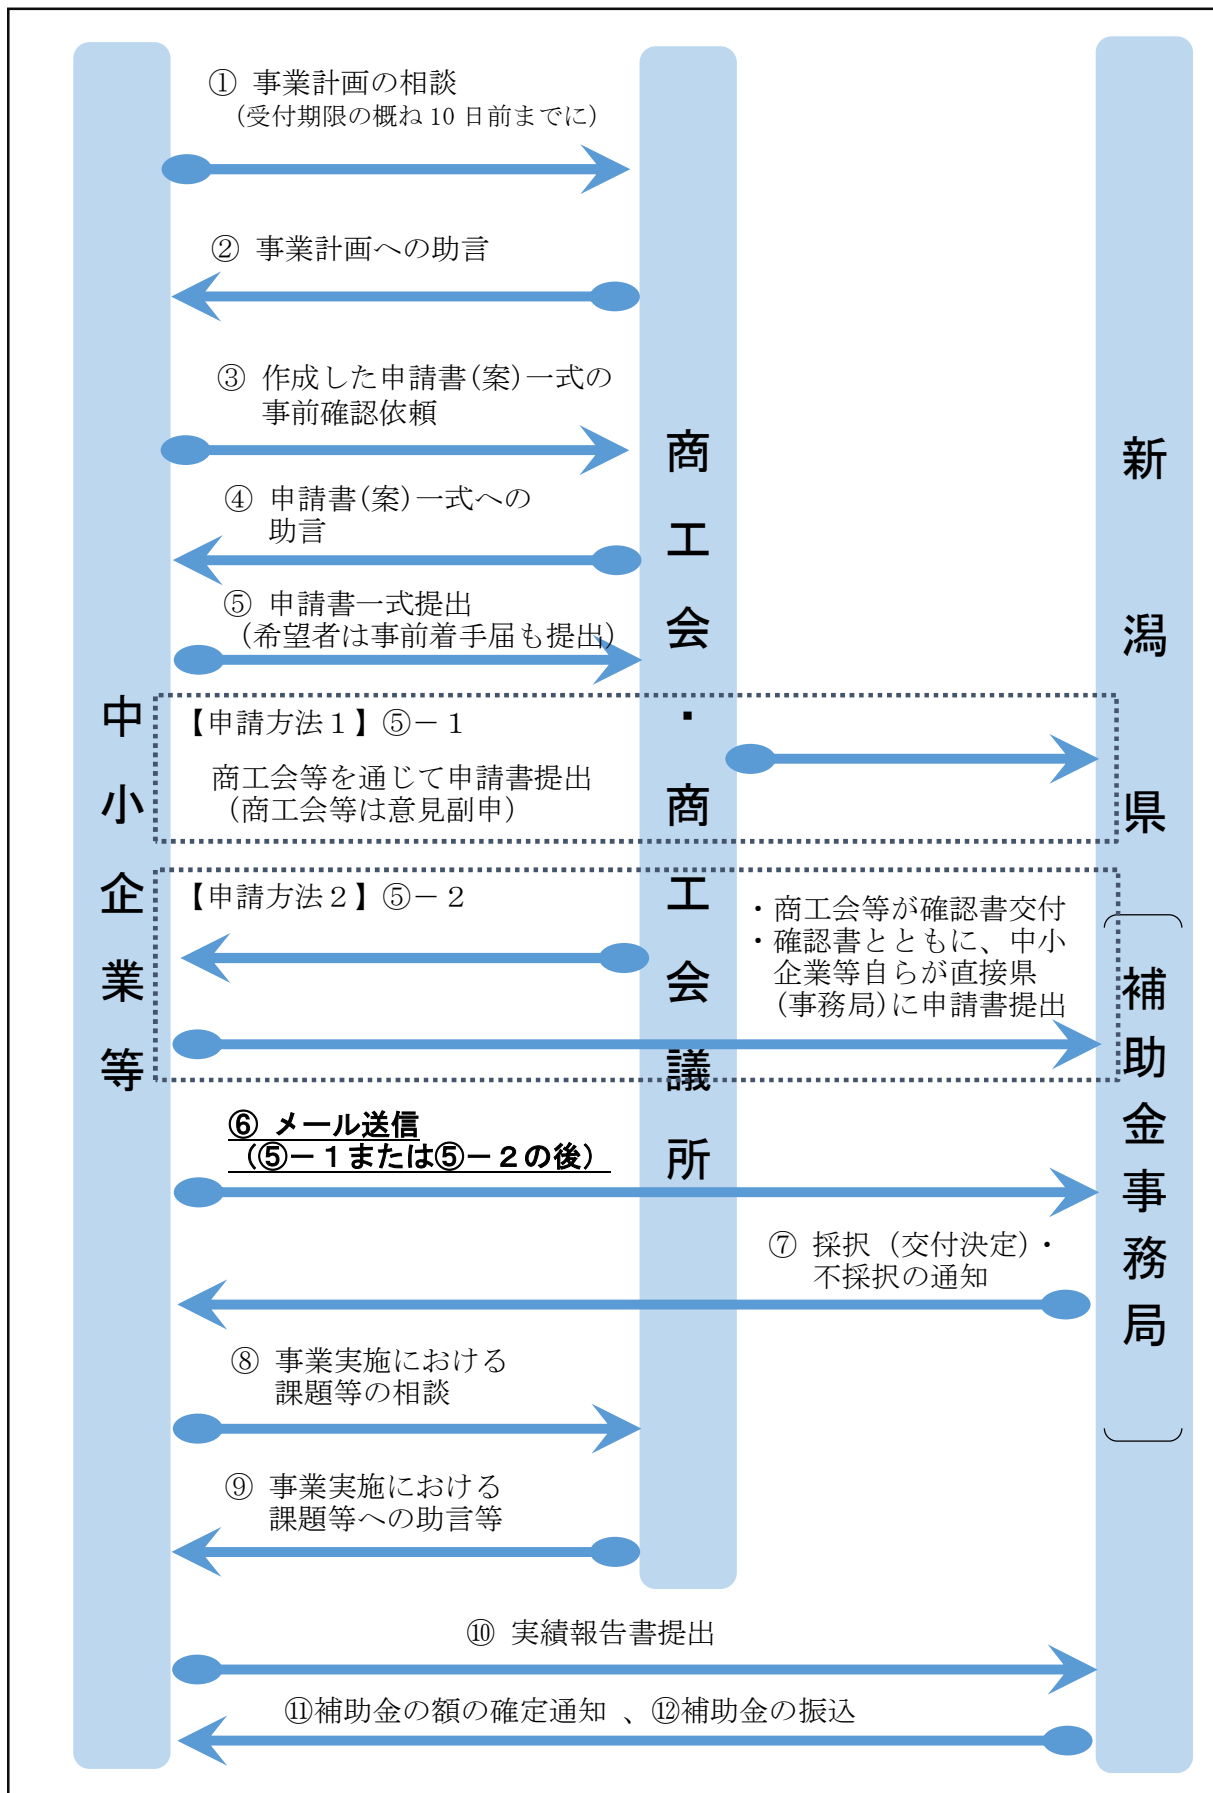 ① 事業計画の相談
（受付期限の概ね 10 日前までに）
② 事業計画への助言
③ 作成した申請書(案)一式の
事前確認依頼
④ 申請書(案)一式への
助言
⑤ 申請書一式提出
（希望者は事前着手届も提出）
【申請方法１】⑤－１
商工会等を通じて申請書提出
（商工会等は意見副申）
【申請方法２】⑤－２
・商工会等が確認書交付
・確認書とともに、中小
企業等自らが直接県
(事務局)に申請書提出
⑥ メール送信
（⑤－１または⑤－２の後）
⑦ 採択（交付決定）・
不採択の通知
⑧ 事業実施における
課題等の相談
⑨ 事業実施における
課題等への助言等
⑩ 実績報告書提出
⑪補助金の額の確定通知 、⑫補助金の振込
中小企業等
商工会・商工会議所
新潟県
補助金事務局